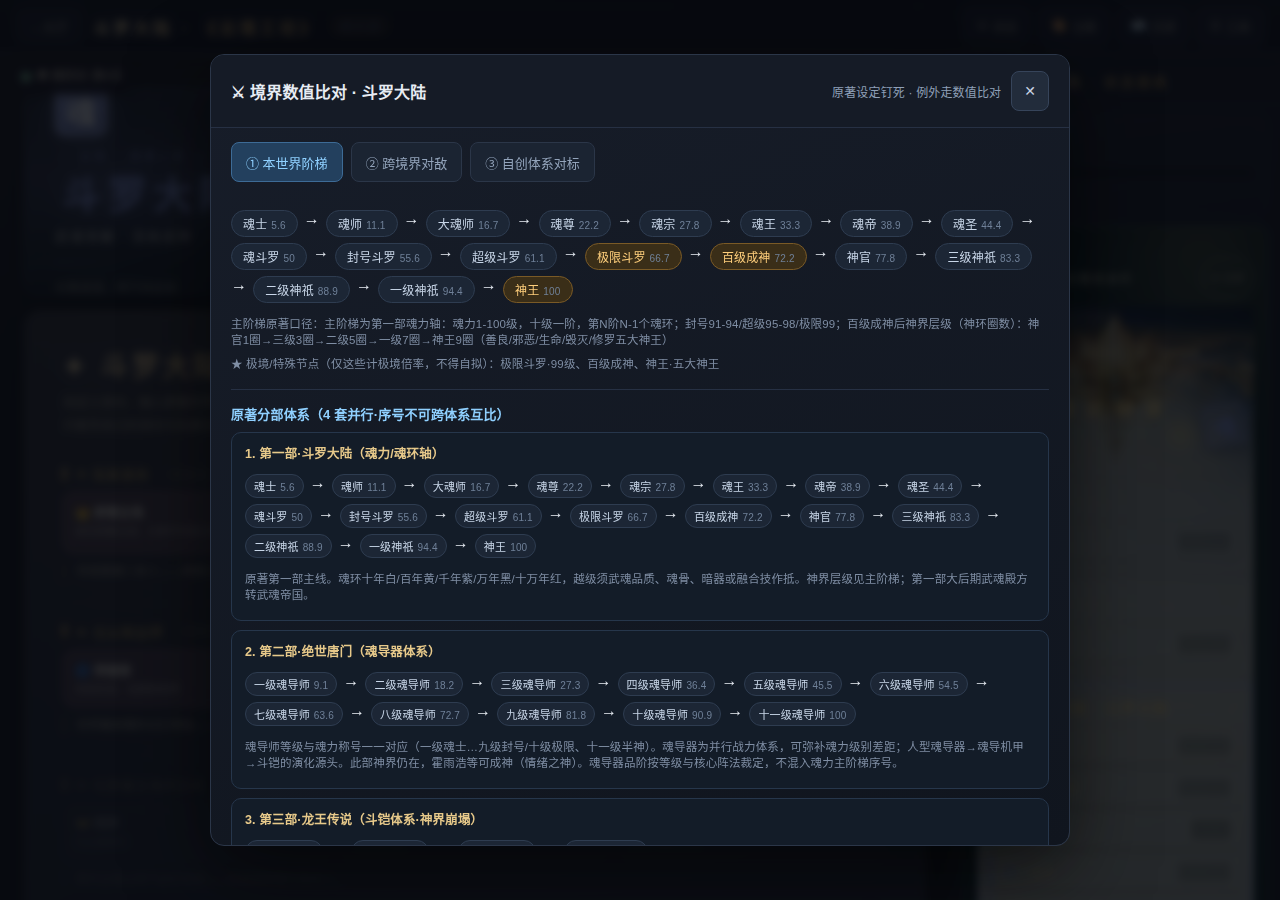 ⚔ 境界数值比对 · 斗罗大陆
原著设定钉死 · 例外走数值比对
✕
① 本世界阶梯
② 跨境界对敌
③ 自创体系对标
魂士 5.6 → 魂师 11.1 → 大魂师 16.7 → 魂尊 22.2 → 魂宗 27.8 → 魂王 33.3 → 魂帝 38.9 → 魂圣 44.4 →
魂斗罗 50 → 封号斗罗 55.6 → 超级斗罗 61.1 → 极限斗罗 66.7 → 百级成神 72.2 → 神官 77.8 → 三级神祇 83.3
→ 二级神祇 88.9 → 一级神祇 94.4 → 神王 100
主阶梯原著口径：主阶梯为第一部魂力轴：魂力1-100级，十级一阶，第N阶N-1个魂环；封号91-94/超级95-98/极限99；百级成神后神界层级（神环圈数）：神
官1圈→三级3圈→二级5圈→一级7圈→神王9圈（善良/邪恶/生命/毁灭/修罗五大神王）
★ 极境/特殊节点（仅这些计极境倍率，不得自拟）：极限斗罗·99级、百级成神、神王·五大神王
原著分部体系（4 套并行·序号不可跨体系互比）
1. 第一部·斗罗大陆（魂力/魂环轴）
魂士 5.6 → 魂师 11.1 → 大魂师 16.7 → 魂尊 22.2 → 魂宗 27.8 → 魂王 33.3 → 魂帝 38.9 → 魂圣 44.4 →
魂斗罗 50 → 封号斗罗 55.6 → 超级斗罗 61.1 → 极限斗罗 66.7 → 百级成神 72.2 → 神官 77.8 → 三级神祇 83.3 →
二级神祇 88.9 → 一级神祇 94.4 → 神王 100
原著第一部主线。魂环十年白/百年黄/千年紫/万年黑/十万年红，越级须武魂品质、魂骨、暗器或融合技作抵。神界层级见主阶梯；第一部大后期武魂殿方
转武魂帝国。
2. 第二部·绝世唐门（魂导器体系）
一级魂导师 9.1 → 二级魂导师 18.2 → 三级魂导师 27.3 → 四级魂导师 36.4 → 五级魂导师 45.5 → 六级魂导师 54.5 →
七级魂导师 63.6 → 八级魂导师 72.7 → 九级魂导师 81.8 → 十级魂导师 90.9 → 十一级魂导师 100
魂导师等级与魂力称号一一对应（一级魂士…九级封号/十级极限、十一级半神）。魂导器为并行战力体系，可弥补魂力级别差距；人型魂导器→魂导机甲
→斗铠的演化源头。此部神界仍在，霍雨浩等可成神（情绪之神）。魂导器品阶按等级与核心阵法裁定，不混入魂力主阶梯序号。
3. 第三部·龙王传说（斗铠体系·神界崩塌）